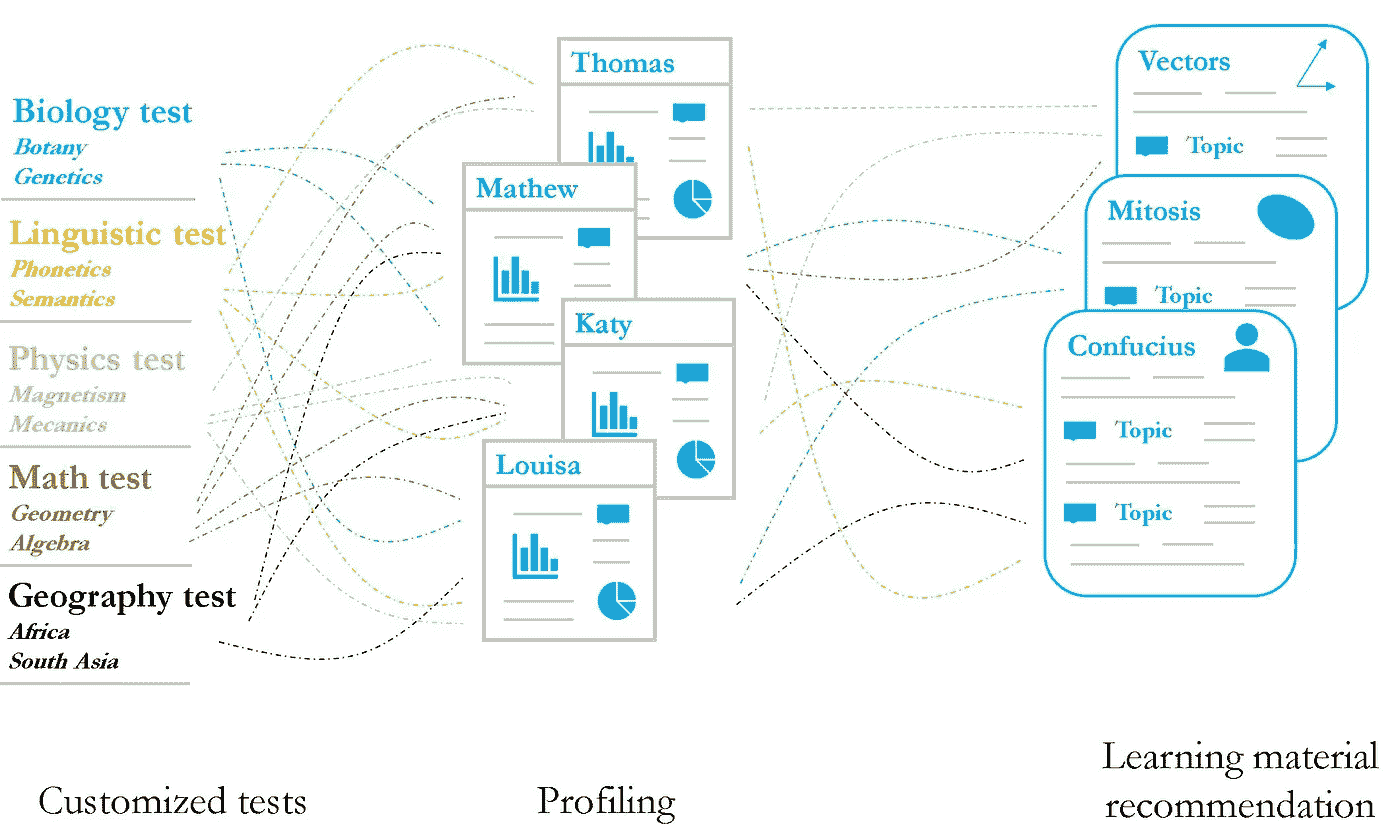 Biology test
Botany
Genetics
Linguistic test
Phonetics
Semantics
Physics test
Magnetism
Mecanics
Math test
Geometry
Algebra
Geography test
Africa
South Asia
Customized tests
Thomas
Mathew
Katy
Louisa
Profiling
Vectors
Topic
Mitosis
Topic
Confucius
Topic
Topic
Learning material
recommendation